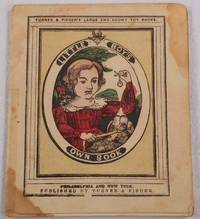 TURNER & FISHER'S LARGE AND SHOWY TOY BOOKS.
LITTLE BOY'S
OWN BOOK
PHILADELPHIA AND NEW YORK.
PUBLISHED BY TURNER & FISHER.